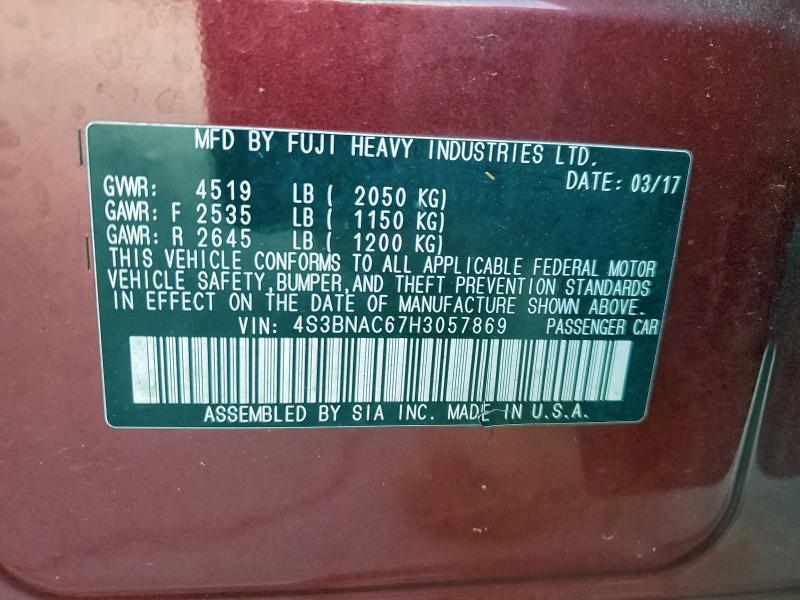 MFD BY FUJI HEAVY INDUSTRIES LTD.
DATE: 03/17
GVWR: 4519 LB ( 2050 KG)
GAWR: F 2535 LB ( 1150 KG)
GAWR: R 2645 LB ( 1200 KG)
THIS VEHICLE CONFORMS TO ALL APPLICABLE FEDERAL MOTOR
VEHICLE SAFETY,BUMPER,AND THEFT PREVENTION STANDARDS
IN EFFECT ON THE DATE OF MANUFACTURE SHOWN ABOVE.
VIN: 4S3BNAC67H3057869 PASSENGER CAR
ASSEMBLED BY SIA INC. MADE IN U.S.A.